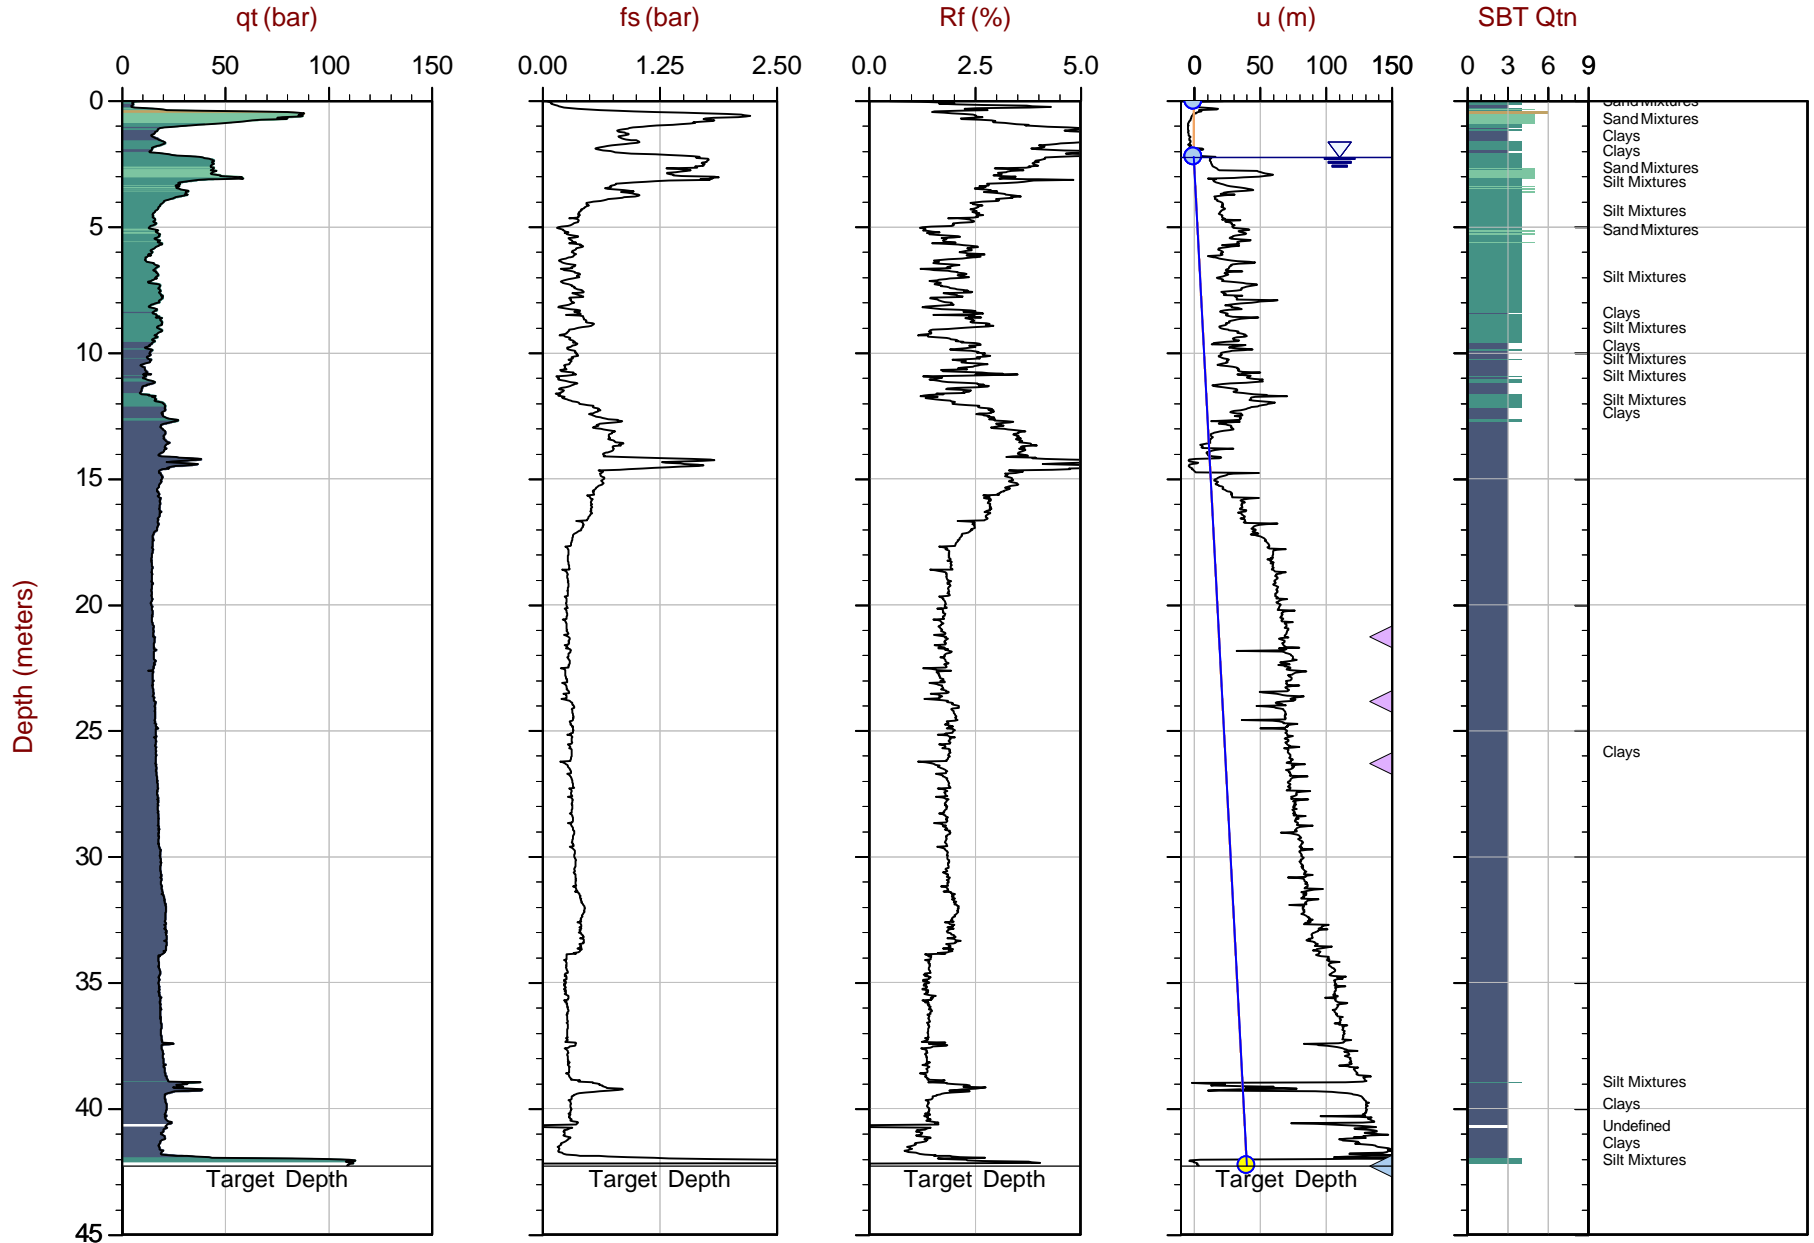 qt (bar) fs (bar) Rf (%) u (m) SBT Qtn
0 50 100 150 0.00 1.25 2.50 0.0 2.5 5.0 0 50 100 150 0 3 6 9
0
Sand Mixtures
Sand Mixtures
Clays
Clays
Sand Mixtures
Silt Mixtures
Silt Mixtures
5
Sand Mixtures
Silt Mixtures
Clays
Silt Mixtures
Clays
10
Silt Mixtures
Silt Mixtures
Silt Mixtures
Clays
15
20
Depth (meters)
25
Clays
30
35
Silt Mixtures
Clays
40
Undefined
Clays
Silt Mixtures
Target Depth Target Depth Target Depth Target Depth
45